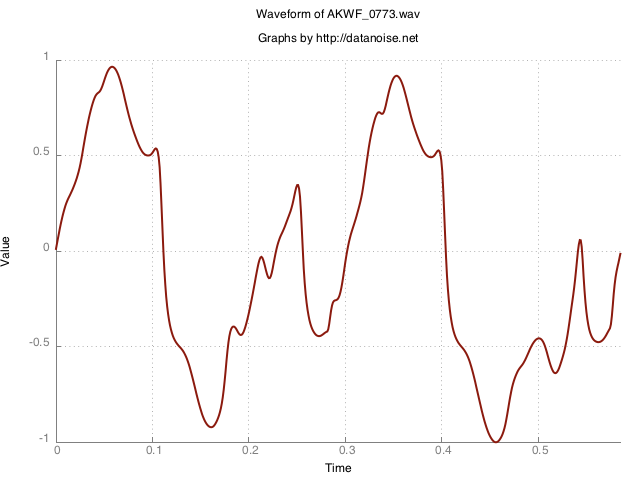 Waveform of AKWF_0773.wav
Graphs by http://datanoise.net
1
0.5
0
-0.5
-1
Value
0 0.1 0.2 0.3 0.4 0.5
Time